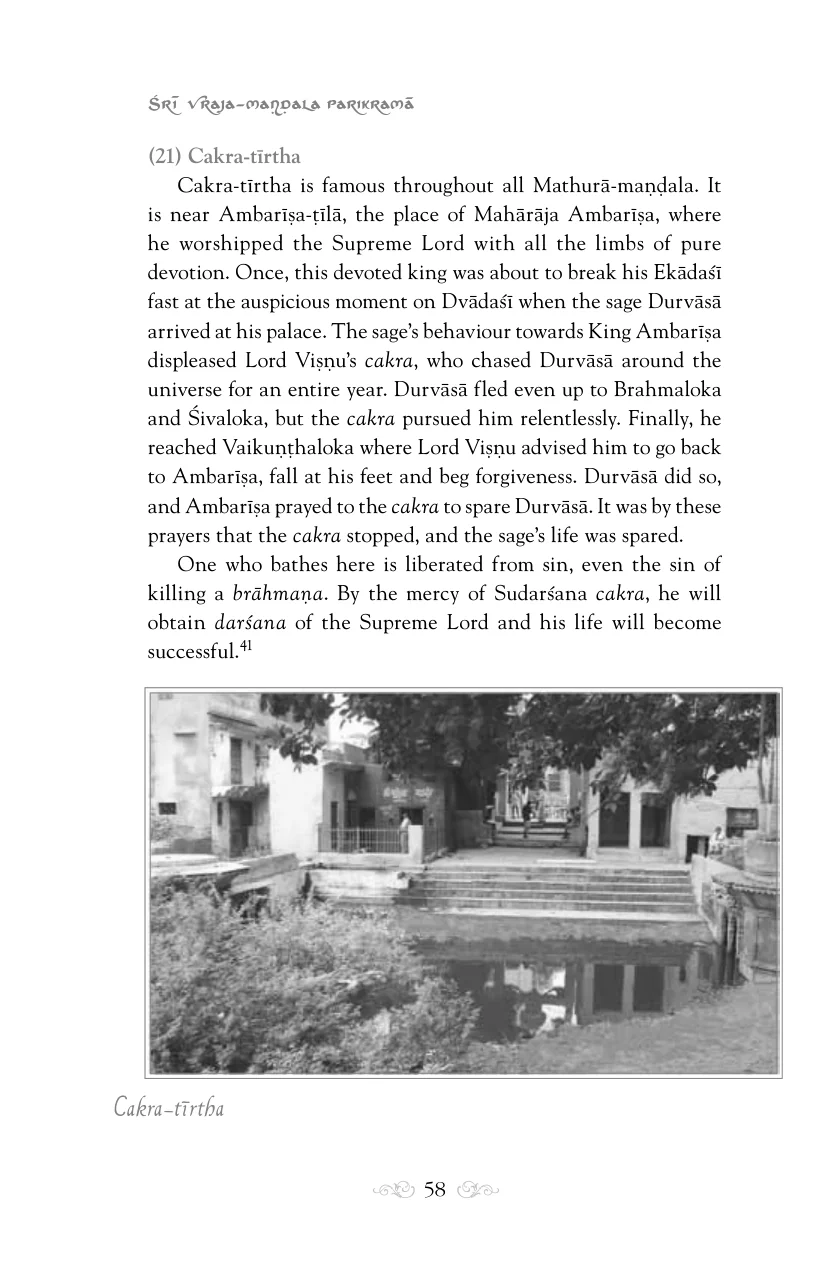 Śrī Vraja-maṇḍala Parikramā
(21) Cakra-tīrtha
Cakra-tīrtha is famous throughout all Mathurā-maṇḍala. It
is near Ambarīṣa-ṭīlā, the place of Mahārāja Ambarīṣa, where
he worshipped the Supreme Lord with all the limbs of pure
devotion. Once, this devoted king was about to break his Ekādaśī
fast at the auspicious moment on Dvādaśī when the sage Durvāsā
arrived at his palace. The sage’s behaviour towards King Ambarīṣa
displeased Lord Viṣṇu’s cakra, who chased Durvāsā around the
universe for an entire year. Durvāsā fled even up to Brahmaloka
and Śivaloka, but the cakra pursued him relentlessly. Finally, he
reached Vaikuṇṭhaloka where Lord Viṣṇu advised him to go back
to Ambarīṣa, fall at his feet and beg forgiveness. Durvāsā did so,
and Ambarīṣa prayed to the cakra to spare Durvāsā. It was by these
prayers that the cakra stopped, and the sage’s life was spared.
One who bathes here is liberated from sin, even the sin of
killing a brāhmaṇa. By the mercy of Sudarśana cakra, he will
obtain darśana of the Supreme Lord and his life will become
successful.41
Cakra-tīrtha
58